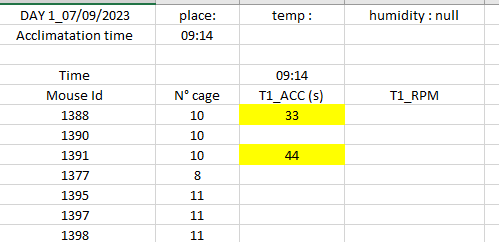 DAY 1_07/09/2023 place: temp : humidity : null
Acclimatation time 09:14
Time 09:14
Mouse Id N° cage T1_ACC (s) T1_RPM
1388 10 33
1390 10
1391 10 44
1377 8
1395 11
1397 11
1398 11